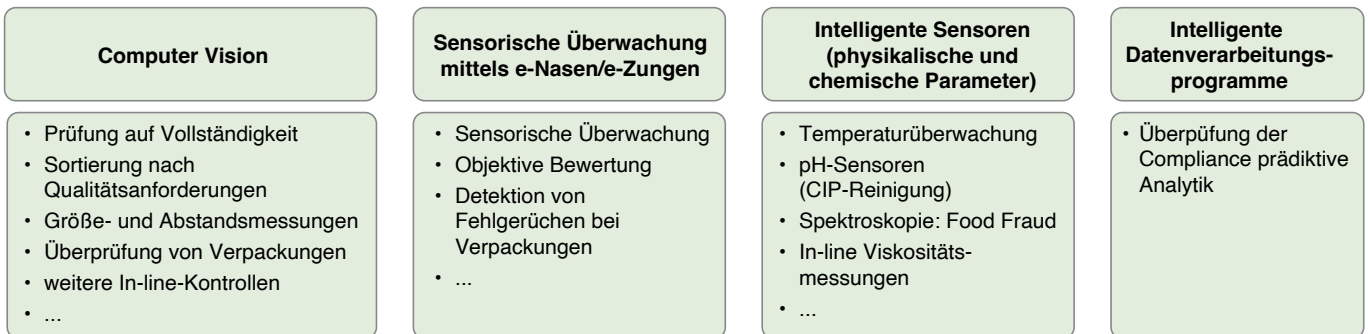 Computer Vision
Sensorische Überwachung
mittels e-Nasen/e-Zungen
Intelligente Sensoren
(physikalische und
chemische Parameter)
Intelligente
Datenverarbeitungs-
programme
• Prüfung auf Vollständigkeit
• Sortierung nach
Qualitätsanforderungen
• Größe- und Abstandsmessungen
• Überprüfung von Verpackungen
• weitere In-line-Kontrollen
• ...
• Sensorische Überwachung
• Objektive Bewertung
• Detektion von
Fehlgerüchen bei
Verpackungen
• ...
• Temperaturüberwachung
• pH-Sensoren
(CIP-Reinigung)
• Spektroskopie: Food Fraud
• In-line Viskositäts-
messungen
• ...
• Überpüfung der
Compliance prädiktive
Analytik